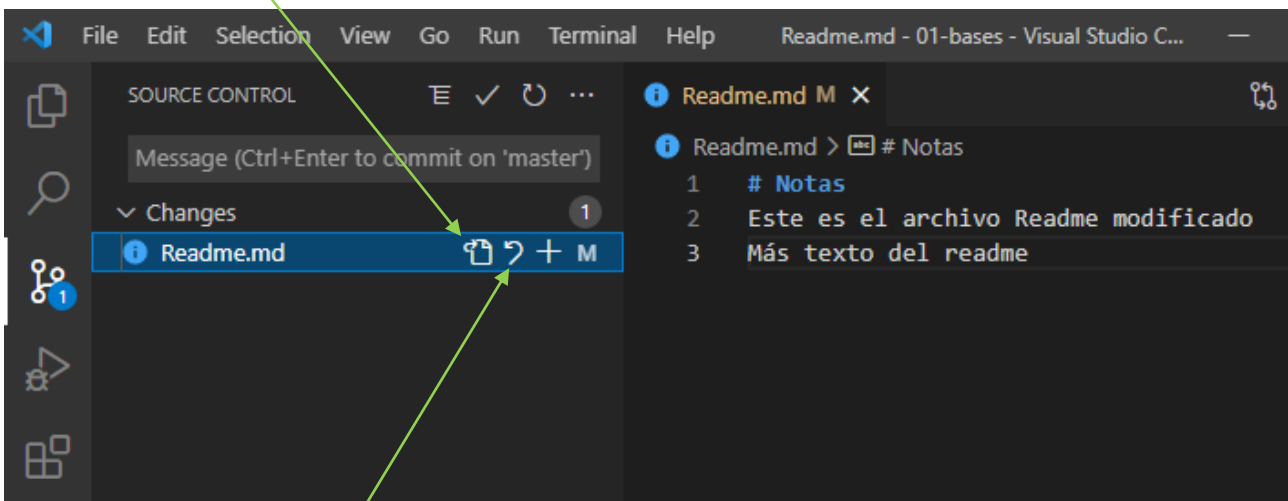 File Edit Selection View Go Run Terminal Help Readme.md - 01-bases - Visual Studio C...
SOURCE CONTROL
Message (Ctrl+Enter to commit on 'master')
Changes 1
Readme.md M
1
Readme.md M
Readme.md > # Notas
1 # Notas
2 Este es el archivo Readme modificado
3 Más texto del readme